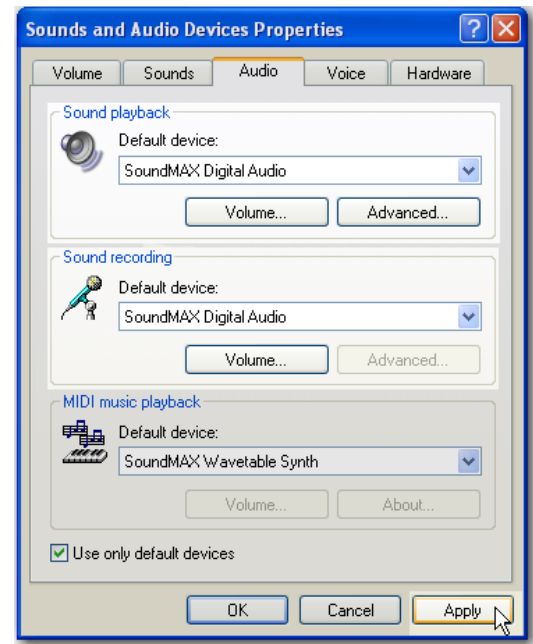 Sounds and Audio Devices Properties
Volume Sounds Audio Voice Hardware
Sound playback
Default device:
SoundMAX Digital Audio
Volume... Advanced...
Sound recording
Default device:
SoundMAX Digital Audio
Volume... Advanced...
MIDI music playback
Default device:
SoundMAX Wavetable Synth
Volume... About...
Use only default devices
OK Cancel Apply